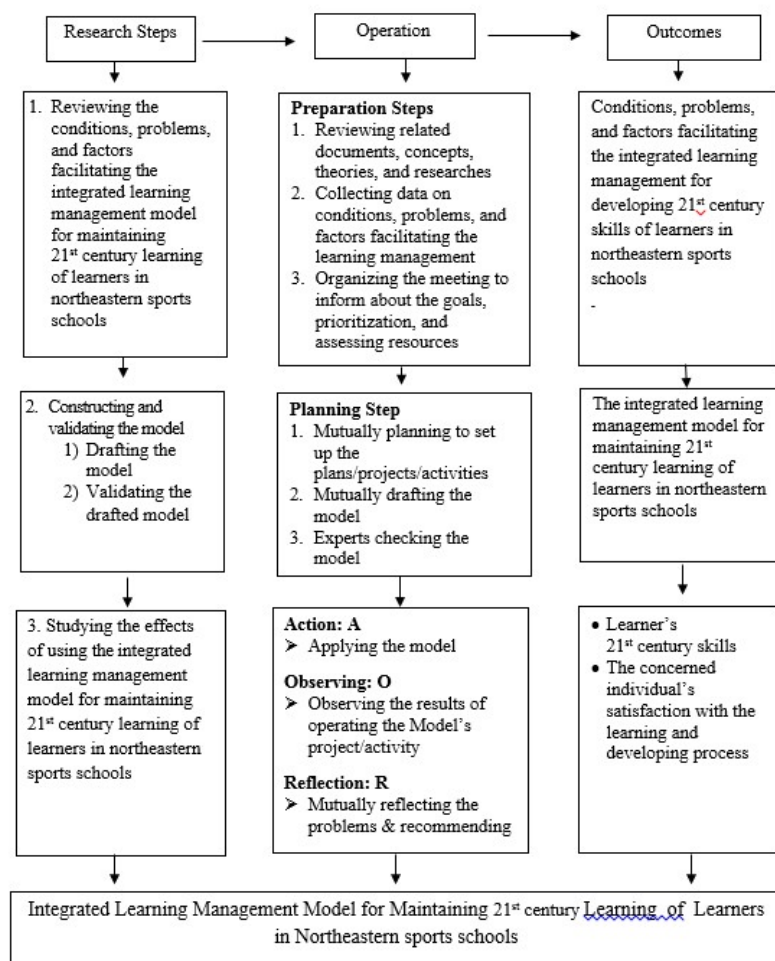 Research Steps
Operation
Outcomes
1. Reviewing the
conditions, problems,
and factors
facilitating the
integrated learning
management model
for maintaining
21st century learning
of learners in
northeastern sports
schools
Preparation Steps
1. Reviewing related
documents, concepts,
theories, and researches
2. Collecting data on
conditions, problems, and
factors facilitating the
learning management
3. Organizing the meeting to
inform about the goals,
prioritization, and
assessing resources
Conditions, problems,
and factors facilitating
the integrated learning
management for
developing 21st century
skills of learners in
northeastern sports
schools
-
2. Constructing and
validating the model
1) Drafting the
model
2) Validating the
drafted model
Planning Step
1. Mutually planning to set
up the
plans/projects/activities
2. Mutually drafting the
model
3. Experts checking the
model
The integrated learning
management model for
maintaining 21st
century learning of
learners in northeastern
sports schools
3. Studying the effects
of using the integrated
learning management
model for maintaining
21st century learning of
learners in northeastern
sports schools
Action: A
➢ Applying the model
Observing: O
➢ Observing the results of
operating the Model’s
project/activity
Reflection: R
➢ Mutually reflecting the
problems & recommending
• Learner’s
21st century skills
• The concerned
individual’s
satisfaction with the
learning and
developing process
Integrated Learning Management Model for Maintaining 21st century Learning of Learners
in Northeastern sports schools